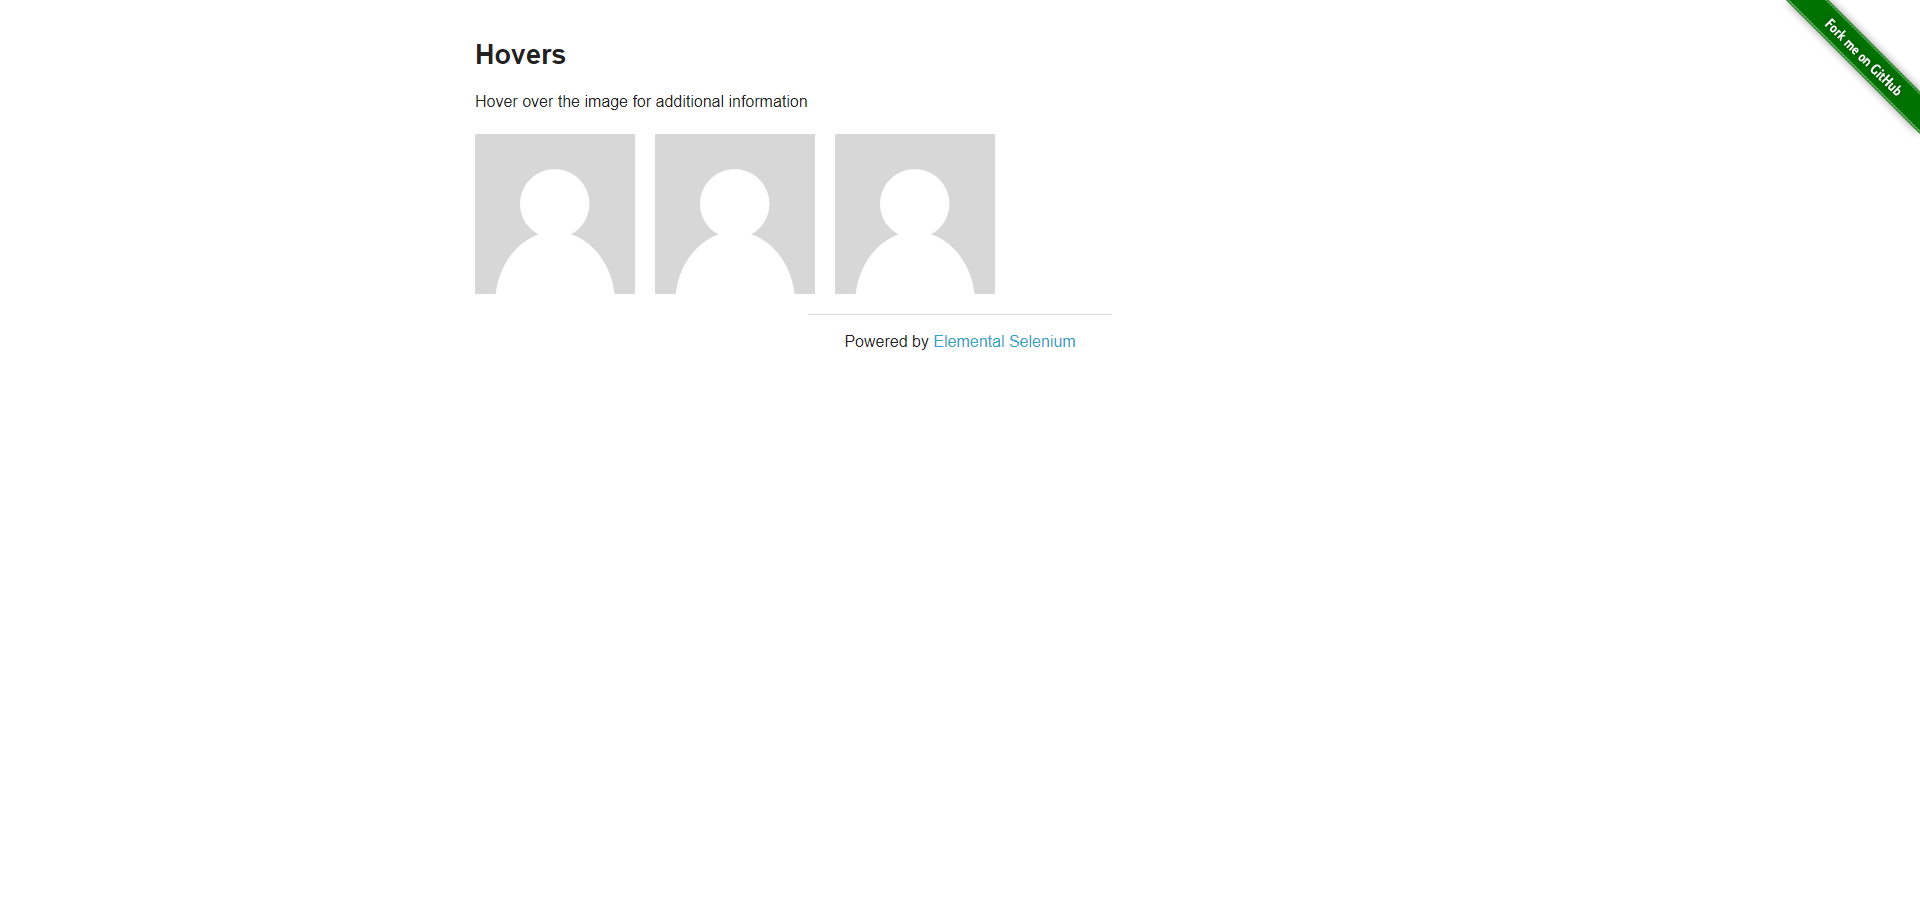 Fork me on GitHub
Hovers
Hover over the image for additional information
Powered by Elemental Selenium